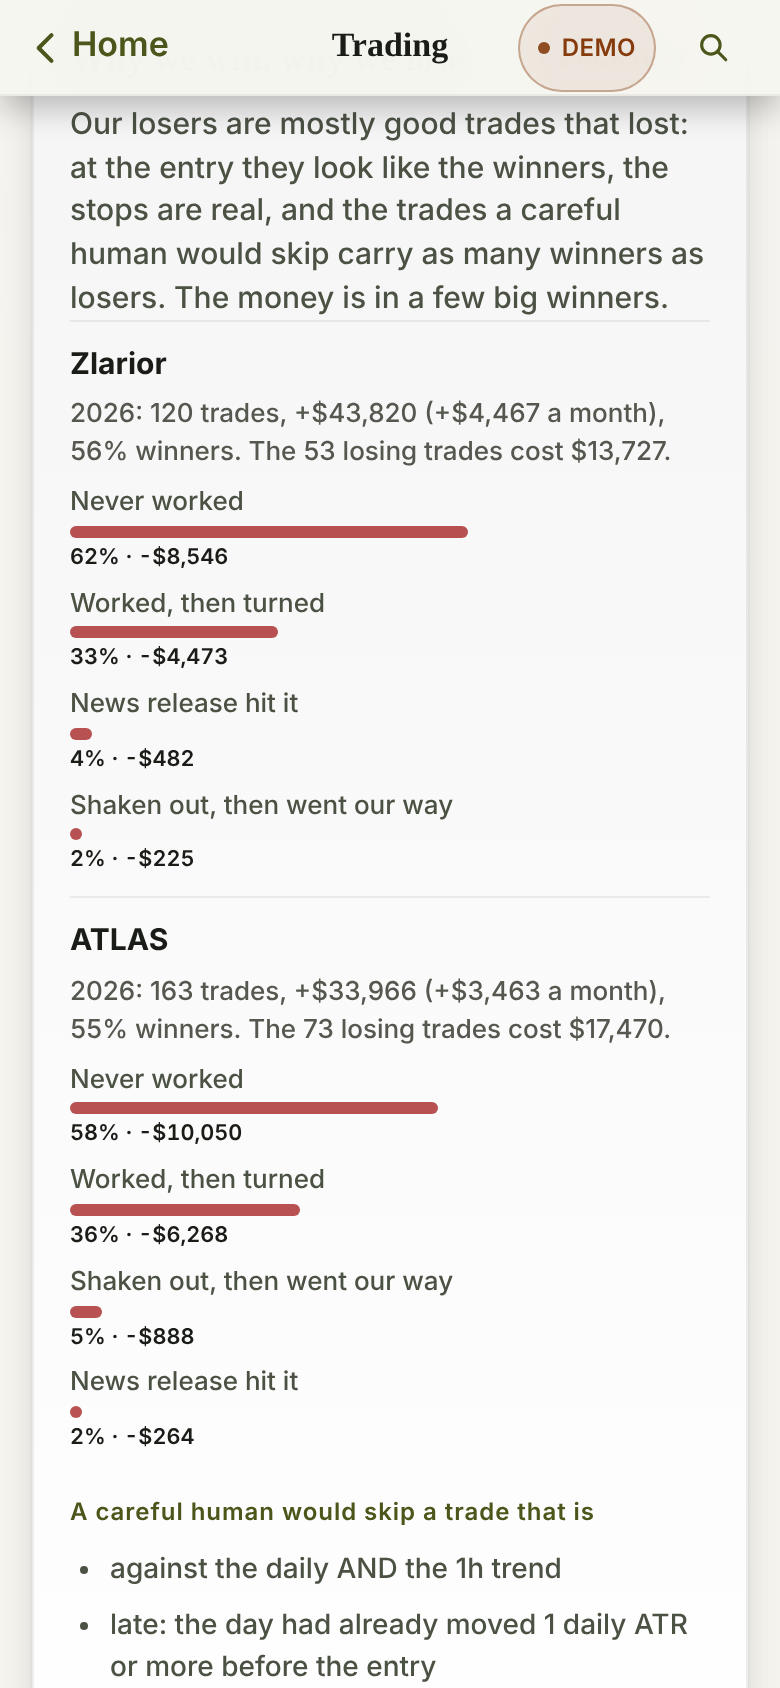 Home
Trading
DEMO
Our losers are mostly good trades that lost:
at the entry they look like the winners, the
stops are real, and the trades a careful
human would skip carry as many winners as
losers. The money is in a few big winners.
Zlarior
2026: 120 trades, +$43,820 (+$4,467 a month),
56% winners. The 53 losing trades cost $13,727.
Never worked
62% · -$8,546
Worked, then turned
33% · -$4,473
News release hit it
4% · -$482
Shaken out, then went our way
2% · -$225
ATLAS
2026: 163 trades, +$33,966 (+$3,463 a month),
55% winners. The 73 losing trades cost $17,470.
Never worked
58% · -$10,050
Worked, then turned
36% · -$6,268
Shaken out, then went our way
5% · -$888
News release hit it
2% · -$264
A careful human would skip a trade that is
• against the daily AND the 1h trend
• late: the day had already moved 1 daily ATR
or more before the entry